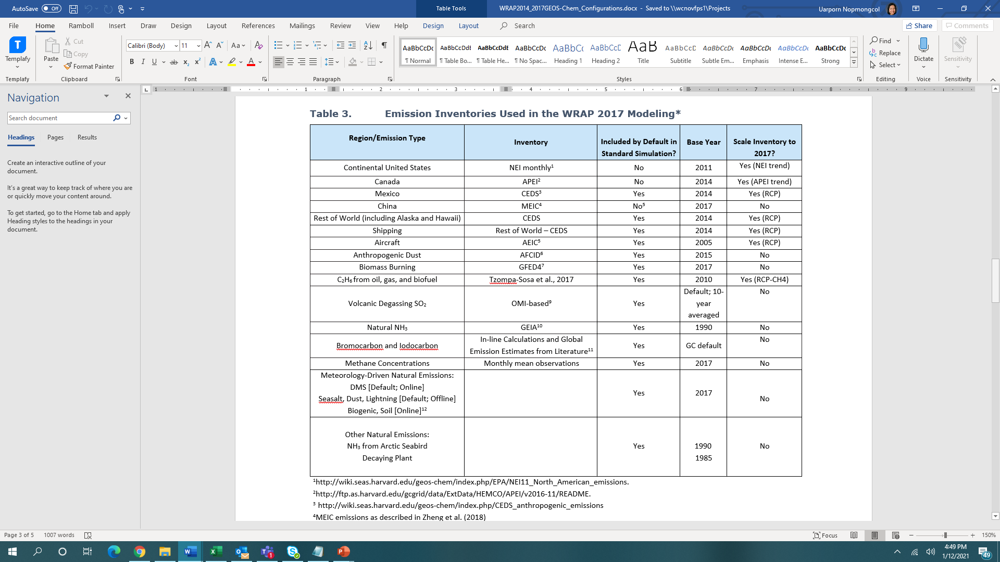 AutoSave Off
Table Tools
WRAP2014_2017GEOS-Chem_Configurations.docx - Saved to \\wcnovfps1\Projects
Uarporn Nopmongcol
File Home Ramboll Insert Draw Design Layout References Mailings Review View Help Design Layout Search Share Comments
Templafy
Templafy
Paste
Cut
Copy
Format Painter
Clipboard
Calibri (Body) 11
Font
Paragraph
AaBbCcDc AaBbCcDdE AaBbCcDdE AaBbCcDc AaBbCc AaBbCcD AaB AaBbCcD AaBbCcDc AaBbCcDc AaBbCcDc AaBbCcDc
¶ Normal ¶ Table Bo... ¶ Table He... ¶ No Spac... Heading 1 Heading 2 Title Subtitle Subtle Em... Emphasis Intense E... Strong
Styles
Find
Replace
Select
Editing
Dictate
Voice
Sensitivity
Sensitivity
1 1 2 3 4 5 6 7 8 9
Navigation
Search document
Headings Pages Results
Create an interactive outline of your
document.
It's a great way to keep track of where you are
or quickly move your content around.
To get started, go to the Home tab and apply
Heading styles to the headings in your
document.
Table 3. Emission Inventories Used in the WRAP 2017 Modeling*
Region/Emission Type Inventory Included by Default in Standard Simulation? Base Year Scale Inventory to 2017?
Continental United States NEI monthly¹ No 2011 Yes (NEI trend)
Canada APEI² No 2014 Yes (APEI trend)
Mexico CEDS³ Yes 2014 Yes (RCP)
China MEIC⁴ No⁵ 2017 No
Rest of World (including Alaska and Hawaii) CEDS Yes 2014 Yes (RCP)
Shipping Rest of World – CEDS Yes 2014 Yes (RCP)
Aircraft AEIC⁵ Yes 2005 Yes (RCP)
Anthropogenic Dust AFCID⁶ Yes 2015 No
Biomass Burning GFED4⁷ Yes 2017 No
C₂H₆ from oil, gas, and biofuel Tzompa-Sosa et al., 2017 Yes 2010 Yes (RCP-CH4)
Volcanic Degassing SO₂ OMI-based⁹ Yes Default; 10-year averaged No
Natural NH₃ GEIA¹⁰ Yes 1990 No
Bromocarbon and Iodocarbon In-line Calculations and Global Emission Estimates from Literature¹¹ Yes GC default No
Methane Concentrations Monthly mean observations Yes 2017 No
Meteorology-Driven Natural Emissions:
DMS [Default; Online]
Seasalt, Dust, Lightning [Default; Offline]
Biogenic, Soil [Online]¹²
Yes 2017 No
Other Natural Emissions:
NH₃ from Arctic Seabird
Decaying Plant
Yes 1990 1985 No
¹http://wiki.seas.harvard.edu/geos-chem/index.php/EPA/NEI11_North_American_emissions.
²http://ftp.as.harvard.edu/gcgrid/data/ExtData/HEMCO/APEI/v2016-11/README.
³ http://wiki.seas.harvard.edu/geos-chem/index.php/CEDS_anthropogenic_emissions
⁴MEIC emissions as described in Zheng et al. (2018)
Page 3 of 5 1007 words
Focus 150%
4:49 PM
1/12/2021
49